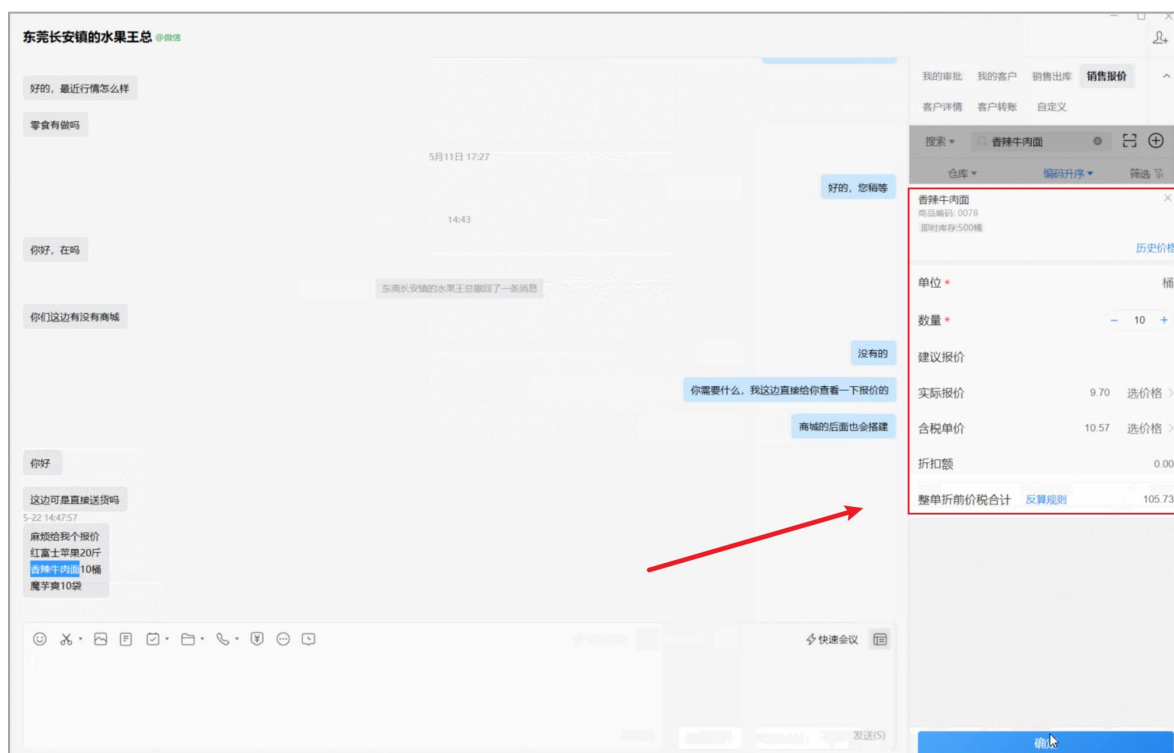 东莞长安镇的水果王总 @微信
好的，最近行情怎么样
零食有做吗
5月11日 17:27
好的，您稍等
14:43
你好，在吗
东莞长安镇的水果王总撤回了一条消息
你们这边有没有商城
没有的
你需要什么，我这边直接给你查看一下报价的
商城的后面也会搭建
你好
这边可是直接送货吗
5-22 14:47:57
麻烦给我个报价
红富士苹果20斤
香辣牛肉面10桶
魔芋爽10袋
快速会议
发送(S)
我的审批 我的客户 销售出库 销售报价
客户详情 客户转账 自定义
搜索 香辣牛肉面
仓库 编码升序 筛选
香辣牛肉面
商品编码: 0078
即时库存:500桶
历史价格
单位 * 桶
数量 * − 10 +
建议报价
实际报价 9.70 选价格
含税单价 10.57 选价格
折扣额 0.00
整单折前价税合计 反算规则 105.73